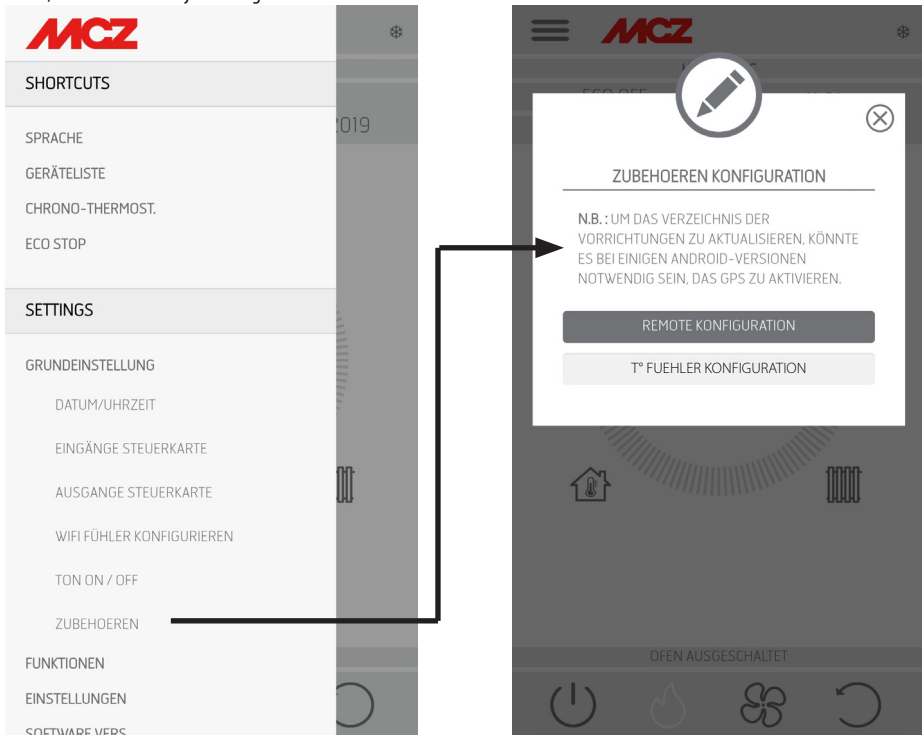 MCZ
SHORTCUTS
2019
SPRACHE
GERÄTELISTE
CHRONO-THERMOST.
ECO STOP
SETTINGS
GRUNDEINSTELLUNG
DATUM/UHRZEIT
EINGÄNGE STEUERKARTE
AUSGANGE STEUERKARTE
WIFI FÜHLER KONFIGURIEREN
TON ON / OFF
ZUBEHOEREN
FUNKTIONEN
EINSTELLUNGEN
SOFTWARE VERS.
MCZ
ZUBEHOEREN KONFIGURATION
N.B. : UM DAS VERZEICHNIS DER
VORRICHTUNGEN ZU AKTUALISIEREN, KÖNNTE
ES BEI EINIGEN ANDROID-VERSIONEN
NOTWENDIG SEIN, DAS GPS ZU AKTIVIEREN.
REMOTE KONFIGURATION
T° FUEHLER KONFIGURATION
OFEN AUSGESCHALTET